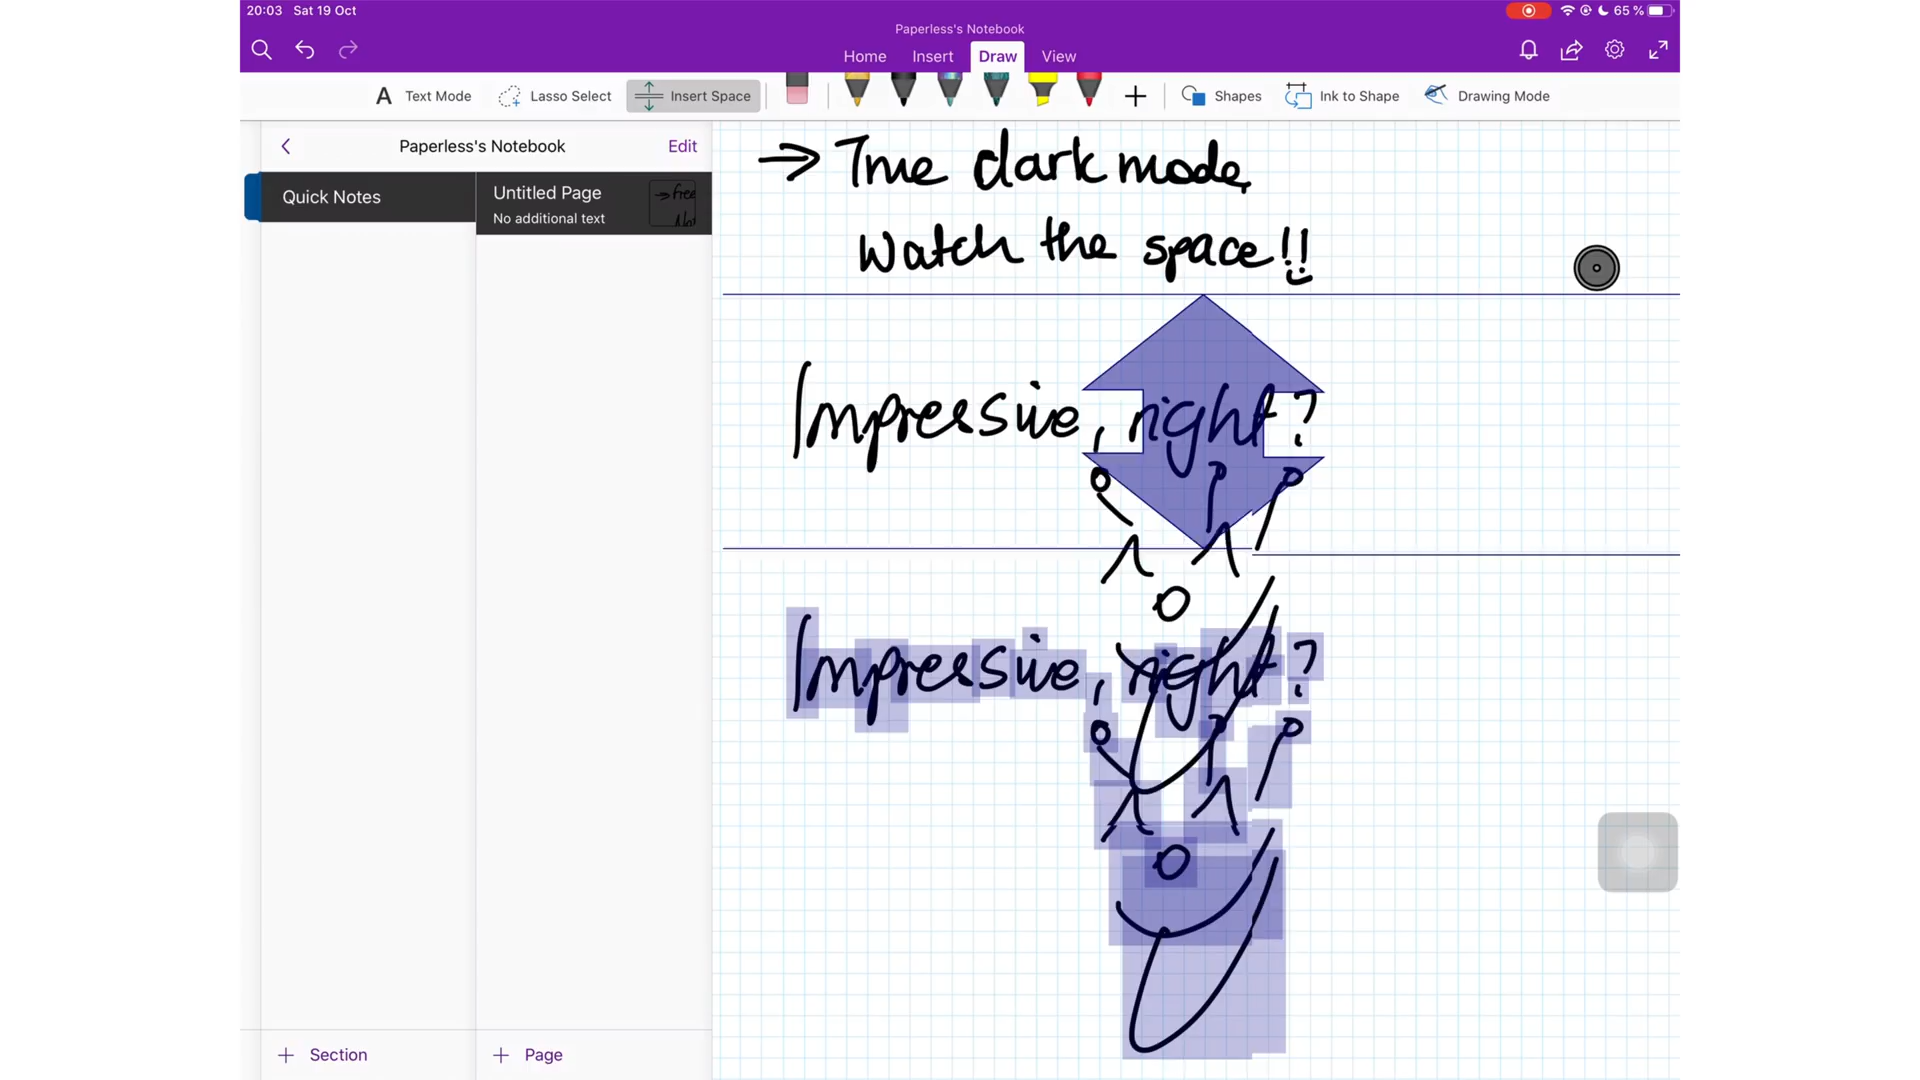 20:03 Sat 19 Oct
65 %
Paperless's Notebook
Home Insert Draw View
Text Mode Lasso Select Insert Space Shapes Ink to Shape Drawing Mode
Paperless's Notebook Edit
Quick Notes
Untitled Page
No additional text
→ True dark mode,
Watch the space!!
Impressive, right?
Impressive, right?
+ Section
+ Page